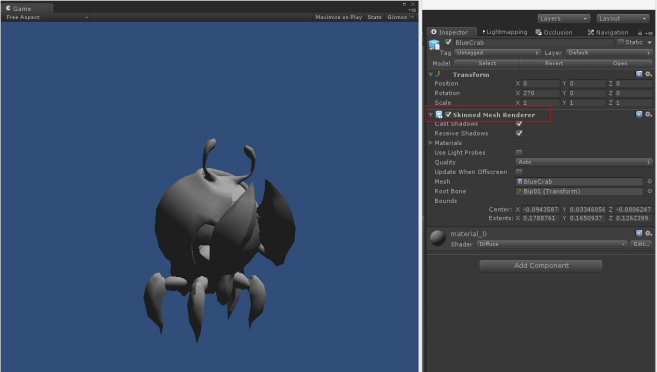 Game
Free Aspect
Maximize on Play Stats Gizmos
Layers Layout
Inspector Lightmapping Occlusion Navigation
BlueCrab Static
Tag Untagged Layer Default
Model Select Revert Open
Transform
Position X 0 Y 0 Z 0
Rotation X 270 Y 0 Z 0
Scale X 1 Y 1 Z 1
Skinned Mesh Renderer
Cast Shadows
Receive Shadows
Materials
Use Light Probes
Quality Auto
Update When Offscreen
Mesh BlueCrab
Root Bone Bip01 (Transform)
Bounds
Center: X -0.0943587 Y 0.03346056 Z -0.0006247
Extents: X 0.1788761 Y 0.1650937 Z 0.1262399
material_0
Shader Diffuse Edit...
Add Component